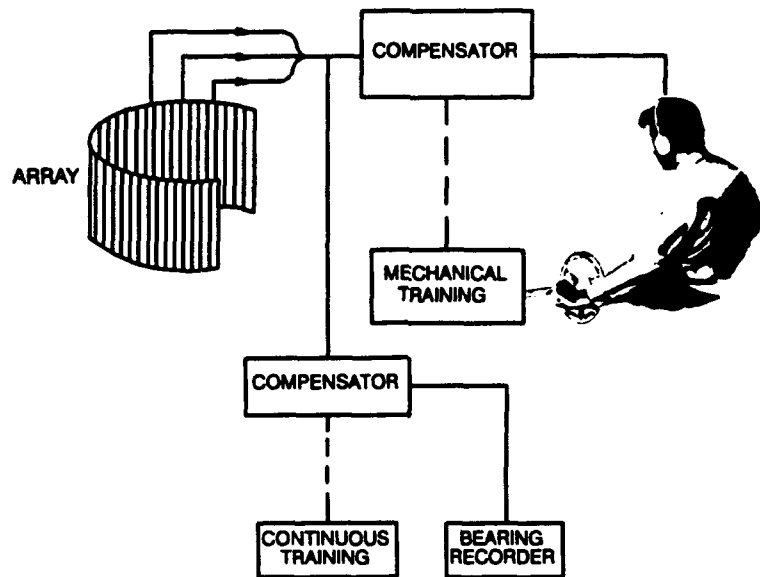 COMPENSATOR
ARRAY
MECHANICAL
TRAINING
COMPENSATOR
CONTINUOUS
TRAINING
BEARING
RECORDER